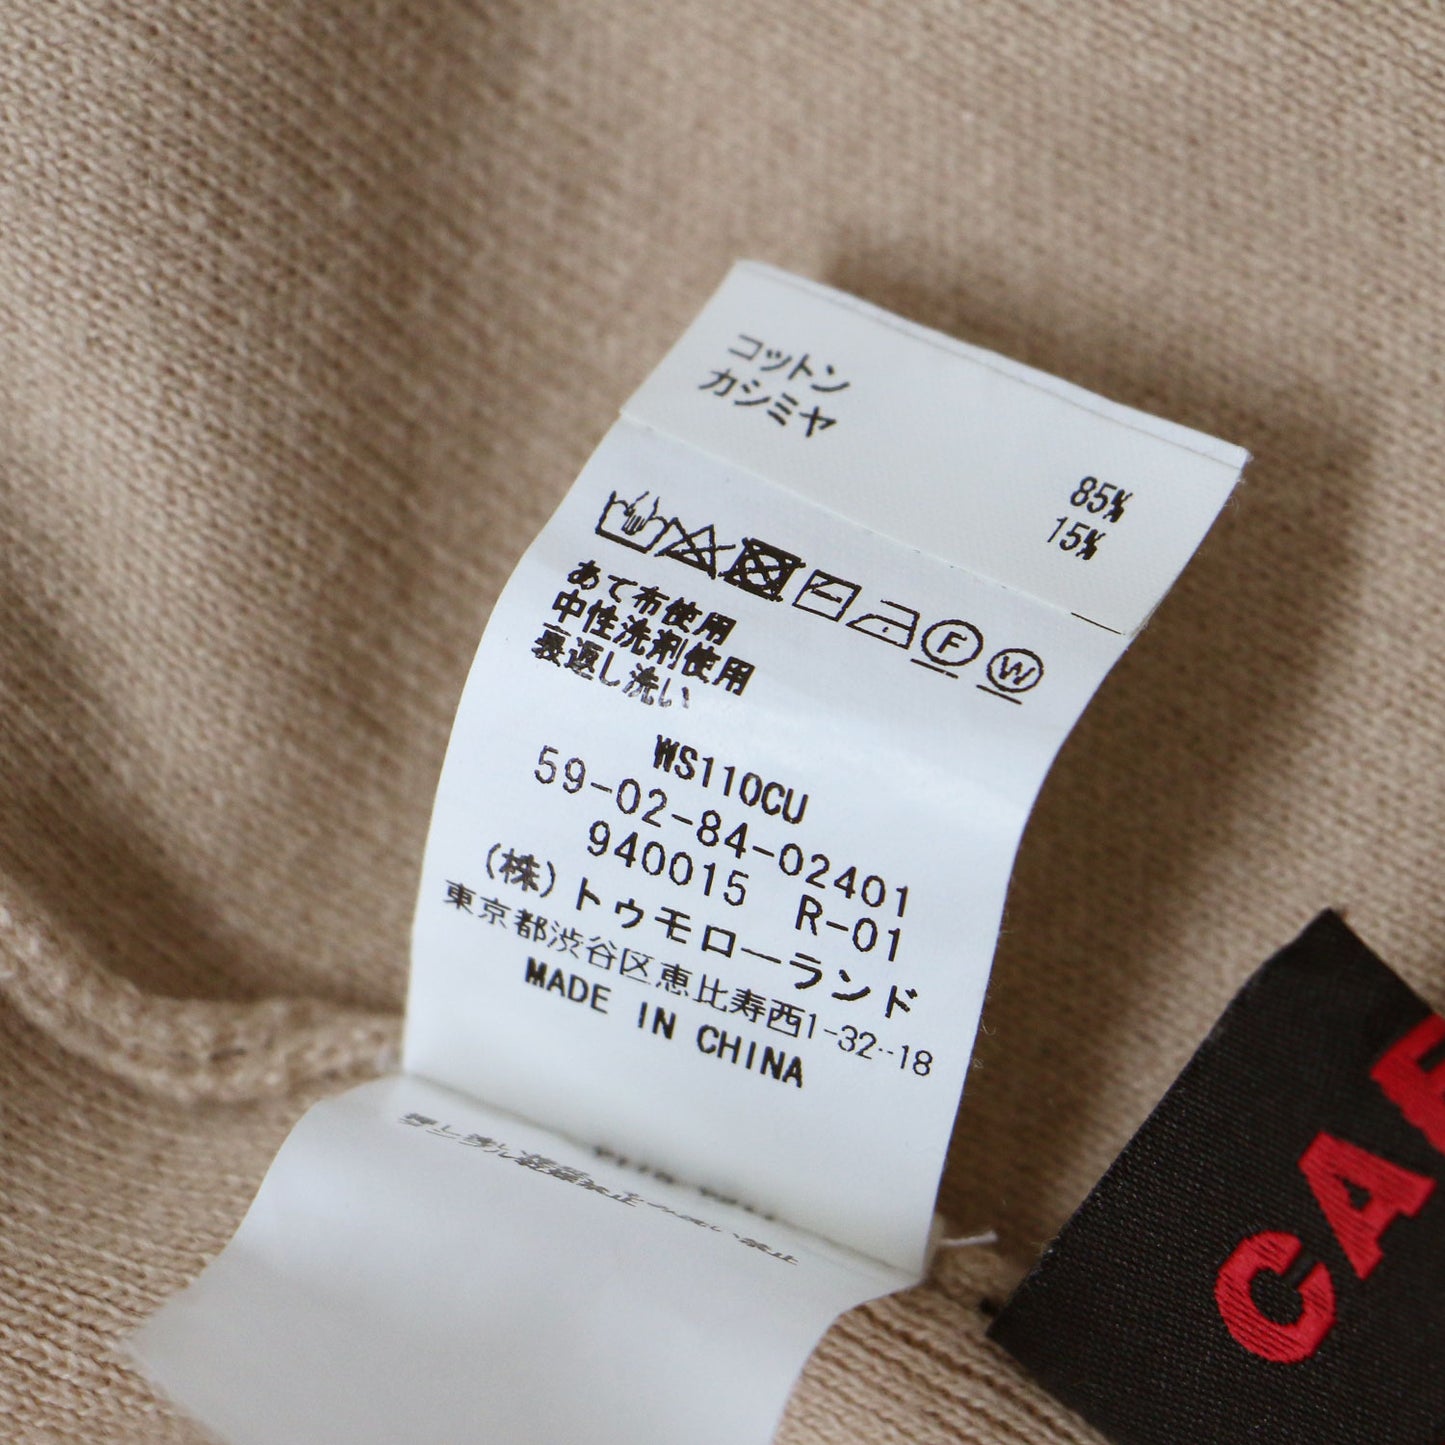 コットン 85%
カシミヤ 15%
F W
あて布使用
中性洗剤使用
裏返し洗い
WS110CU
59-02-84-02401
940015 R-01
(株)トゥモローランド
東京都渋谷区恵比寿西1-32-18
MADE IN CHINA